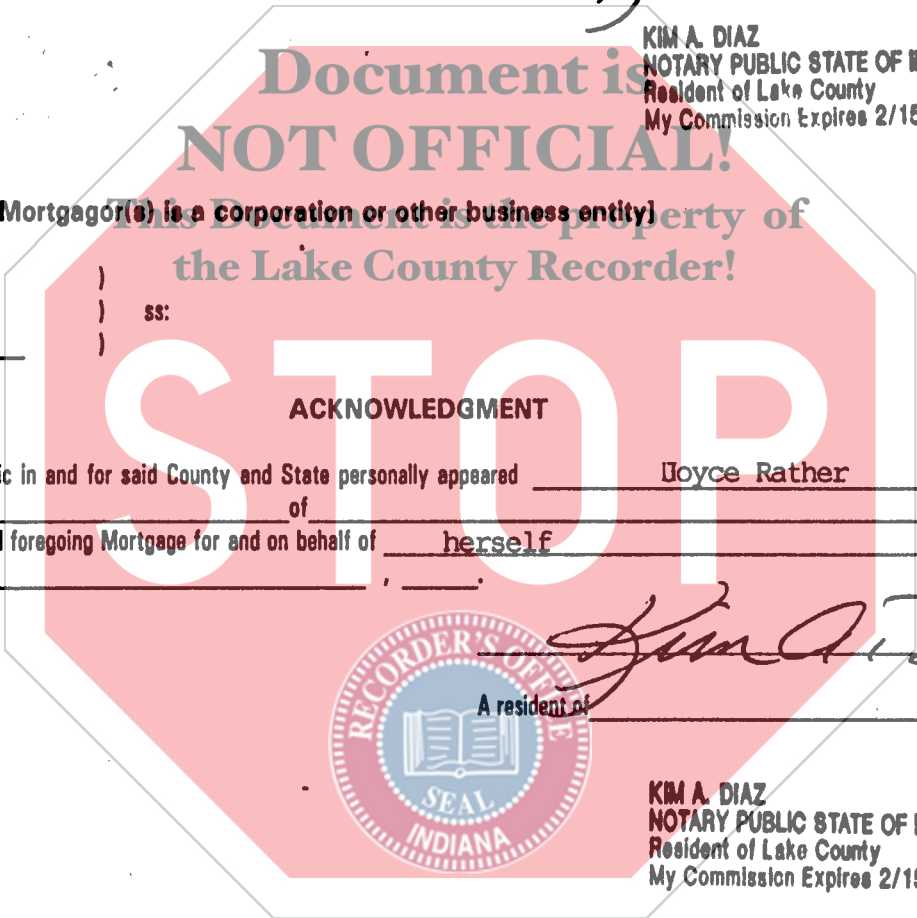 KIM A. DIAZ
NOTARY PUBLIC STATE OF
Resident of Lake County
My Commission Expires 2/15
Document is
NOT OFFICIAL!
Mortgagor(s) is a corporation or other business entity]
This Document is the property of
the Lake County Recorder!
)
) ss:
)
STOP
ACKNOWLEDGMENT
c in and for said County and State personally appeared Joyce Rather
of
foregoing Mortgage for and on behalf of herself
, .
Kim A
A resident of
RECORDER'S OFFICE
SEAL
INDIANA
KIM A. DIAZ
NOTARY PUBLIC STATE OF
Resident of Lake County
My Commission Expires 2/15